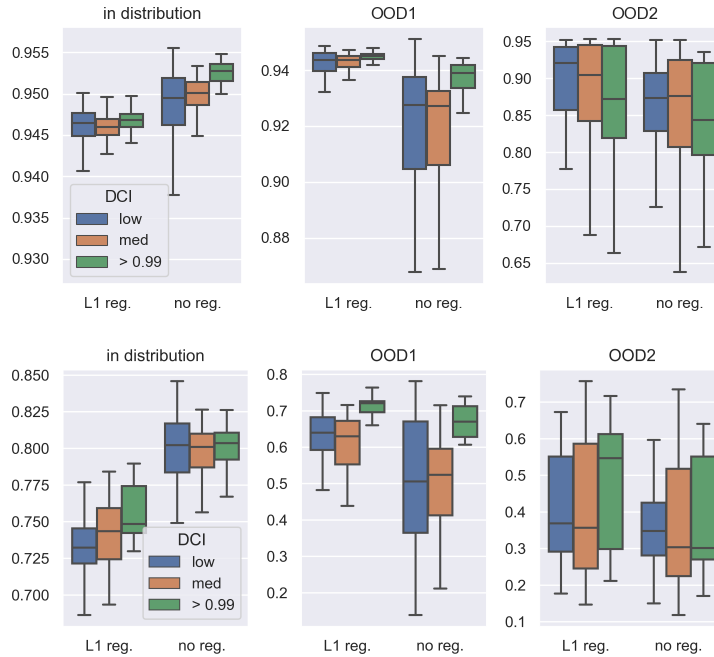 in distribution OOD1 OOD2
0.955
0.950
0.945
0.940
0.935
0.930
DCI
low
med
> 0.99
L1 reg. no reg.
0.94
0.92
0.90
0.88
L1 reg. no reg.
0.95
0.90
0.85
0.80
0.75
0.70
0.65
L1 reg. no reg.
in distribution OOD1 OOD2
0.850
0.825
0.800
0.775
0.750
0.725
0.700
DCI
low
med
> 0.99
L1 reg. no reg.
0.8
0.7
0.6
0.5
0.4
0.3
0.2
L1 reg. no reg.
0.7
0.6
0.5
0.4
0.3
0.2
0.1
L1 reg. no reg.